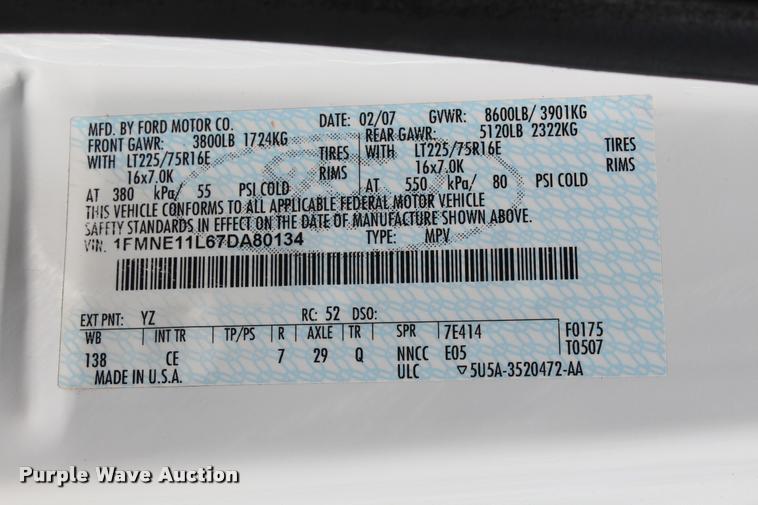 MFD. BY FORD MOTOR CO. DATE: 02/07 GVWR: 8600LB/ 3901KG
FRONT GAWR: 3800LB 1724KG REAR GAWR: 5120LB 2322KG
WITH LT225/75R16E TIRES WITH LT225/75R16E TIRES
16x7.0K RIMS 16x7.0K RIMS
AT 380 kPa/ 55 PSI COLD AT 550 kPa/ 80 PSI COLD
THIS VEHICLE CONFORMS TO ALL APPLICABLE FEDERAL MOTOR VEHICLE
SAFETY STANDARDS IN EFFECT ON THE DATE OF MANUFACTURE SHOWN ABOVE.
VIN: 1FMNE11L67DA80134 TYPE: MPV
EXT PNT: YZ RC: 52 DSO:
WB INT TR TP/PS R AXLE TR SPR 7E414 F0175
138 CE 7 29 Q NNCC E05 T0507
MADE IN U.S.A. ULC ▽5U5A-3520472-AA
Purple Wave Auction